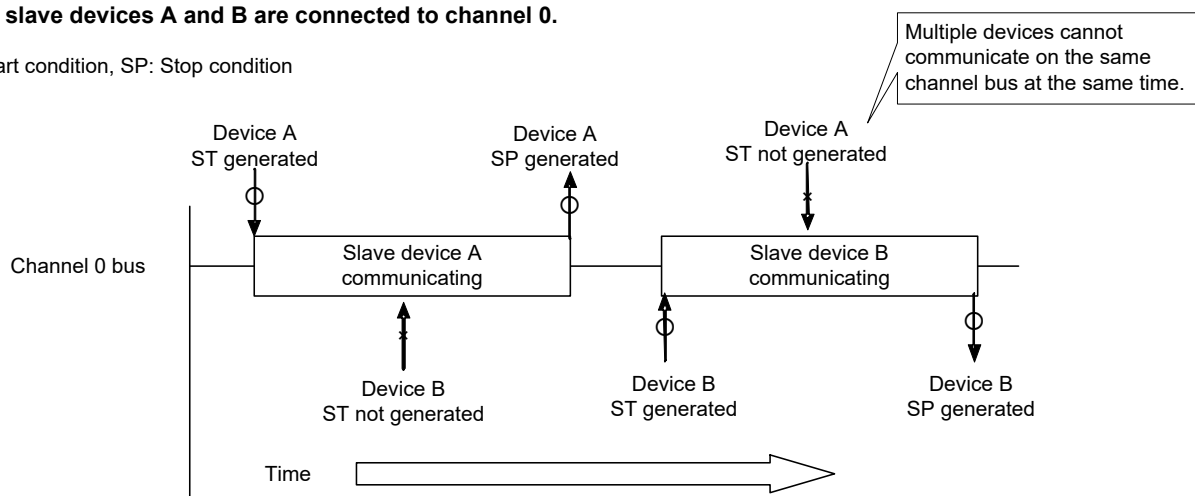 slave devices A and B are connected to channel 0.
art condition, SP: Stop condition
Multiple devices cannot
communicate on the same
channel bus at the same time.
Device A
ST generated
Device A
SP generated
Device A
ST not generated
Channel 0 bus
Slave device A
communicating
Slave device B
communicating
Device B
ST not generated
Device B
ST generated
Device B
SP generated
Time